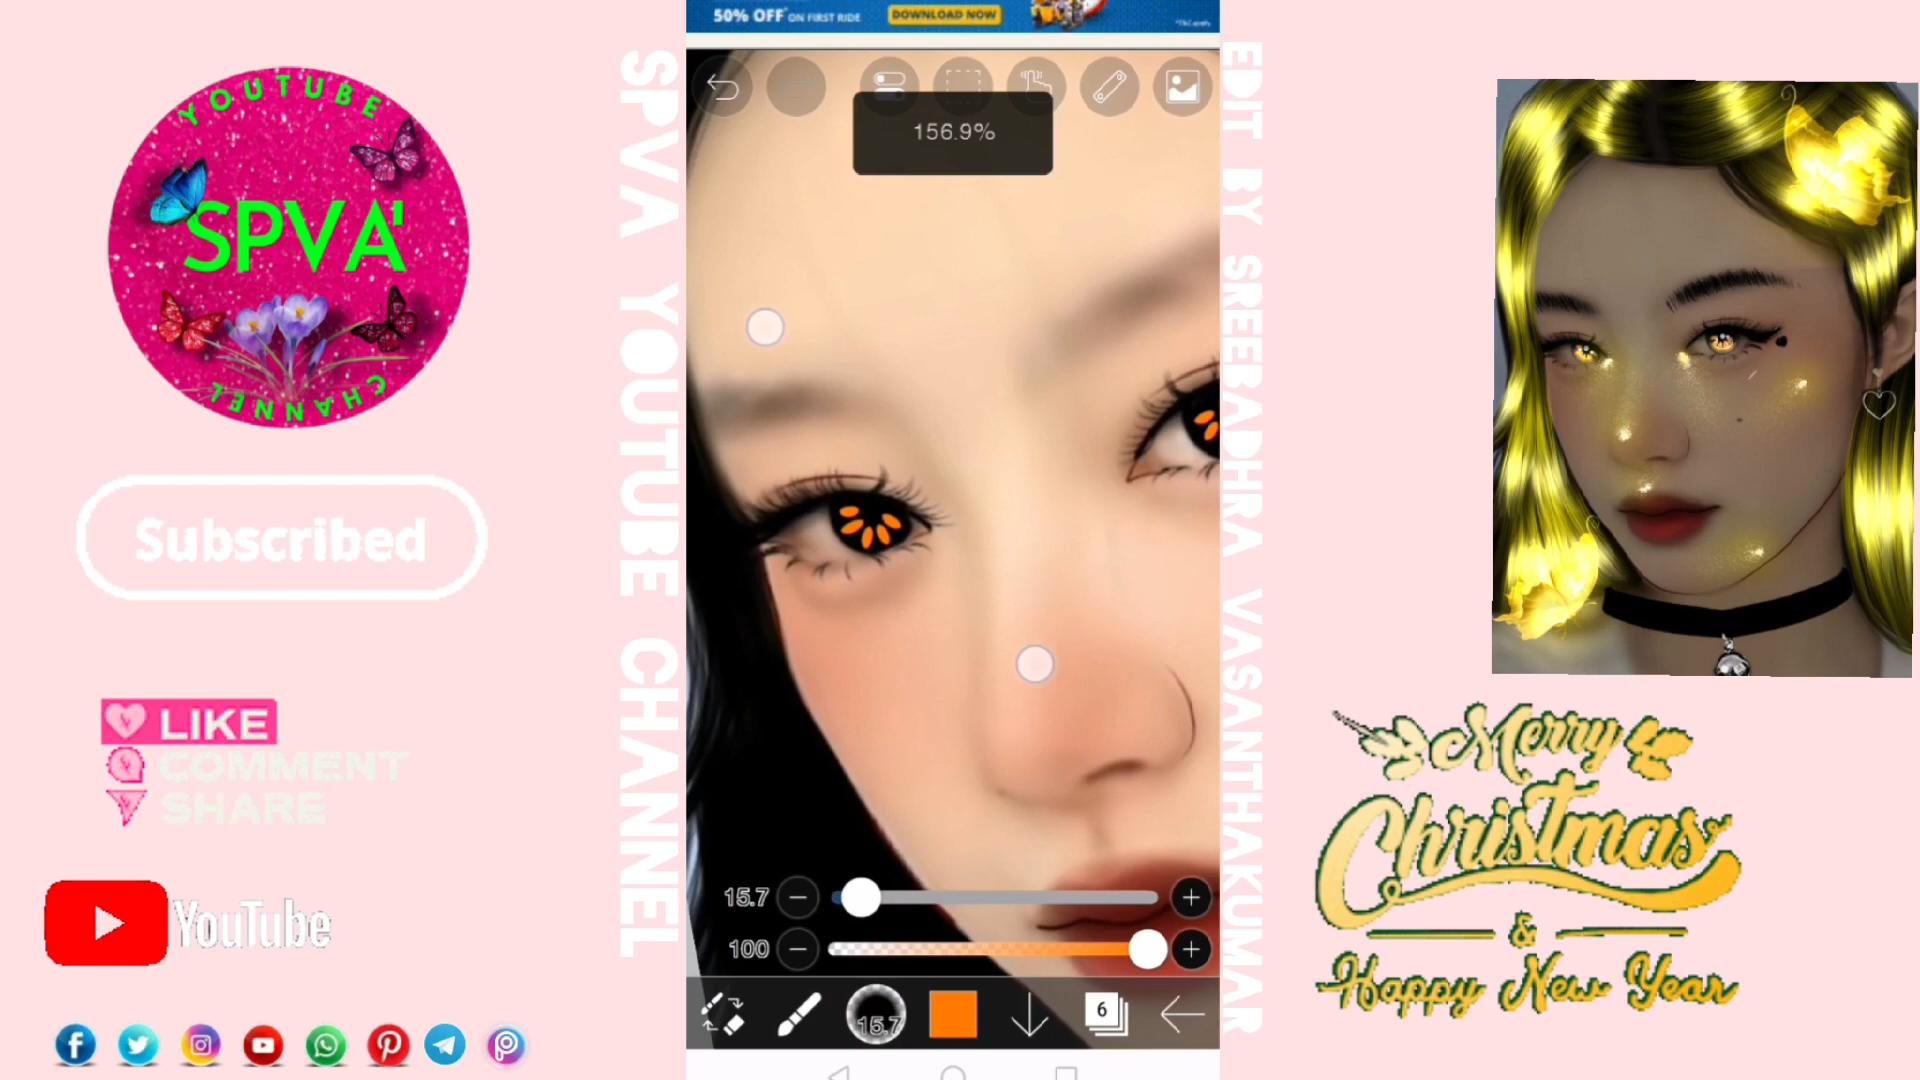 YOUTUBE
SPVA'
CHANNEL
Subscribed
LIKE
COMMENT
SHARE
YouTube
SPVA YOUTUBE CHANNEL
50% OFF* ON FIRST RIDE
DOWNLOAD NOW
156.9%
15.7
100
15.7
6
EDIT BY SREEBADHRA VASANTHAKUMAR
Merry
Christmas
&
Happy New Year